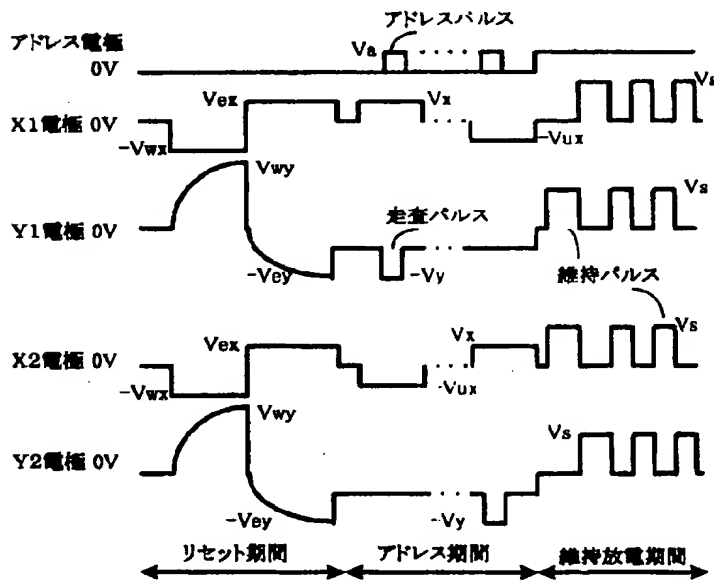 アドレスパルス
アドレス電極
0V
Va
Vex
Vx
Vs
X1電極 0V
-Vwx
-Vux
Vwy
Y1電極 0V
走査パルス
Vs
-Vey
-Vy
維持パルス
Vex
Vx
Vs
X2電極 0V
-Vwx
-Vux
Vwy
Y2電極 0V
Vs
-Vey
-Vy
リセット期間
アドレス期間
維持放電期間